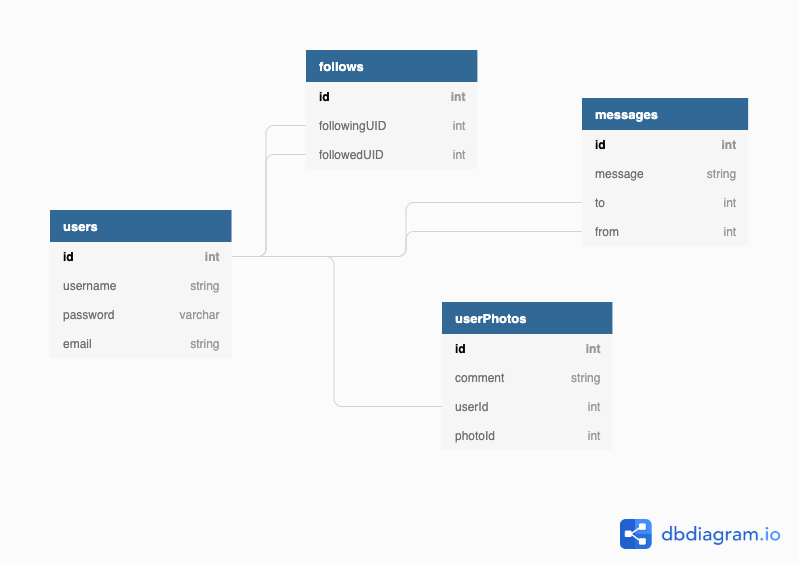 follows
id int
followingUID int
followedUID int
messages
id int
message string
to int
from int
users
id int
username string
password varchar
email string
userPhotos
id int
comment string
userId int
photoId int
dbdiagram.io